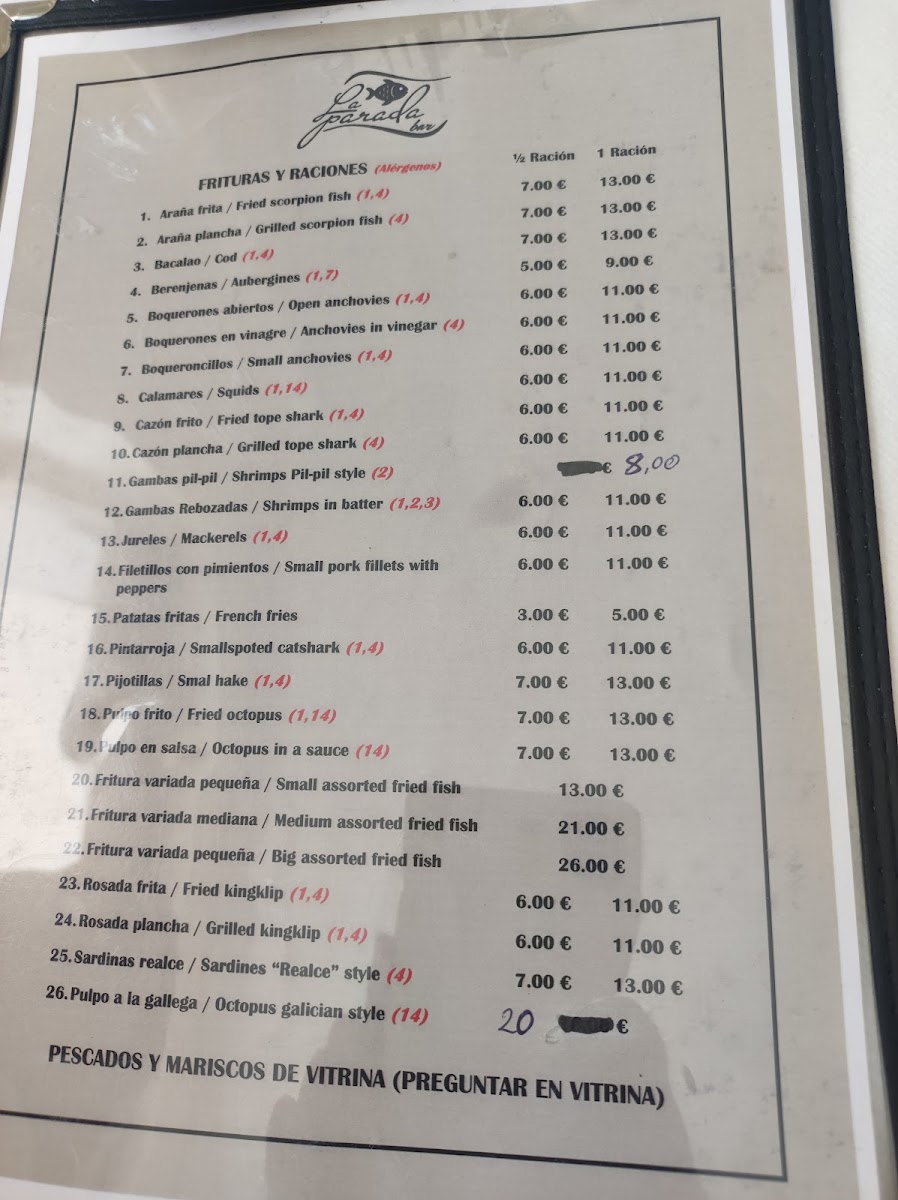 La parada bar
FRITURAS Y RACIONES (Alérgenos) ½ Ración 1 Ración
1. Araña frita / Fried scorpion fish (1,4) 7.00 € 13.00 €
2. Araña plancha / Grilled scorpion fish (4) 7.00 € 13.00 €
3. Bacalao / Cod (1,4) 7.00 € 13.00 €
4. Berenjenas / Aubergines (1,7) 5.00 € 9.00 €
5. Boquerones abiertos / Open anchovies (1,4) 6.00 € 11.00 €
6. Boquerones en vinagre / Anchovies in vinegar (4) 6.00 € 11.00 €
7. Boqueroncillos / Small anchovies (1,4) 6.00 € 11.00 €
8. Calamares / Squids (1,14) 6.00 € 11.00 €
9. Cazón frito / Fried tope shark (1,4) 6.00 € 11.00 €
10. Cazón plancha / Grilled tope shark (4) 6.00 € 11.00 €
11. Gambas pil-pil / Shrimps Pil-pil style (2) € 8,00
12. Gambas Rebozadas / Shrimps in batter (1,2,3) 6.00 € 11.00 €
13. Jureles / Mackerels (1,4) 6.00 € 11.00 €
14. Filetillos con pimientos / Small pork fillets with 6.00 € 11.00 €
peppers
15. Patatas fritas / French fries 3.00 € 5.00 €
16. Pintarroja / Smallspoted catshark (1,4) 6.00 € 11.00 €
17. Pijotillas / Smal hake (1,4) 7.00 € 13.00 €
18. Pulpo frito / Fried octopus (1,14) 7.00 € 13.00 €
19. Pulpo en salsa / Octopus in a sauce (14) 7.00 € 13.00 €
20. Fritura variada pequeña / Small assorted fried fish 13.00 €
21. Fritura variada mediana / Medium assorted fried fish 21.00 €
22. Fritura variada pequeña / Big assorted fried fish 26.00 €
23. Rosada frita / Fried kingklip (1,4) 6.00 € 11.00 €
24. Rosada plancha / Grilled kingklip (1,4) 6.00 € 11.00 €
25. Sardinas realce / Sardines “Realce” style (4) 7.00 € 13.00 €
26. Pulpo a la gallega / Octopus galician style (14) 20 €
PESCADOS Y MARISCOS DE VITRINA (PREGUNTAR EN VITRINA)